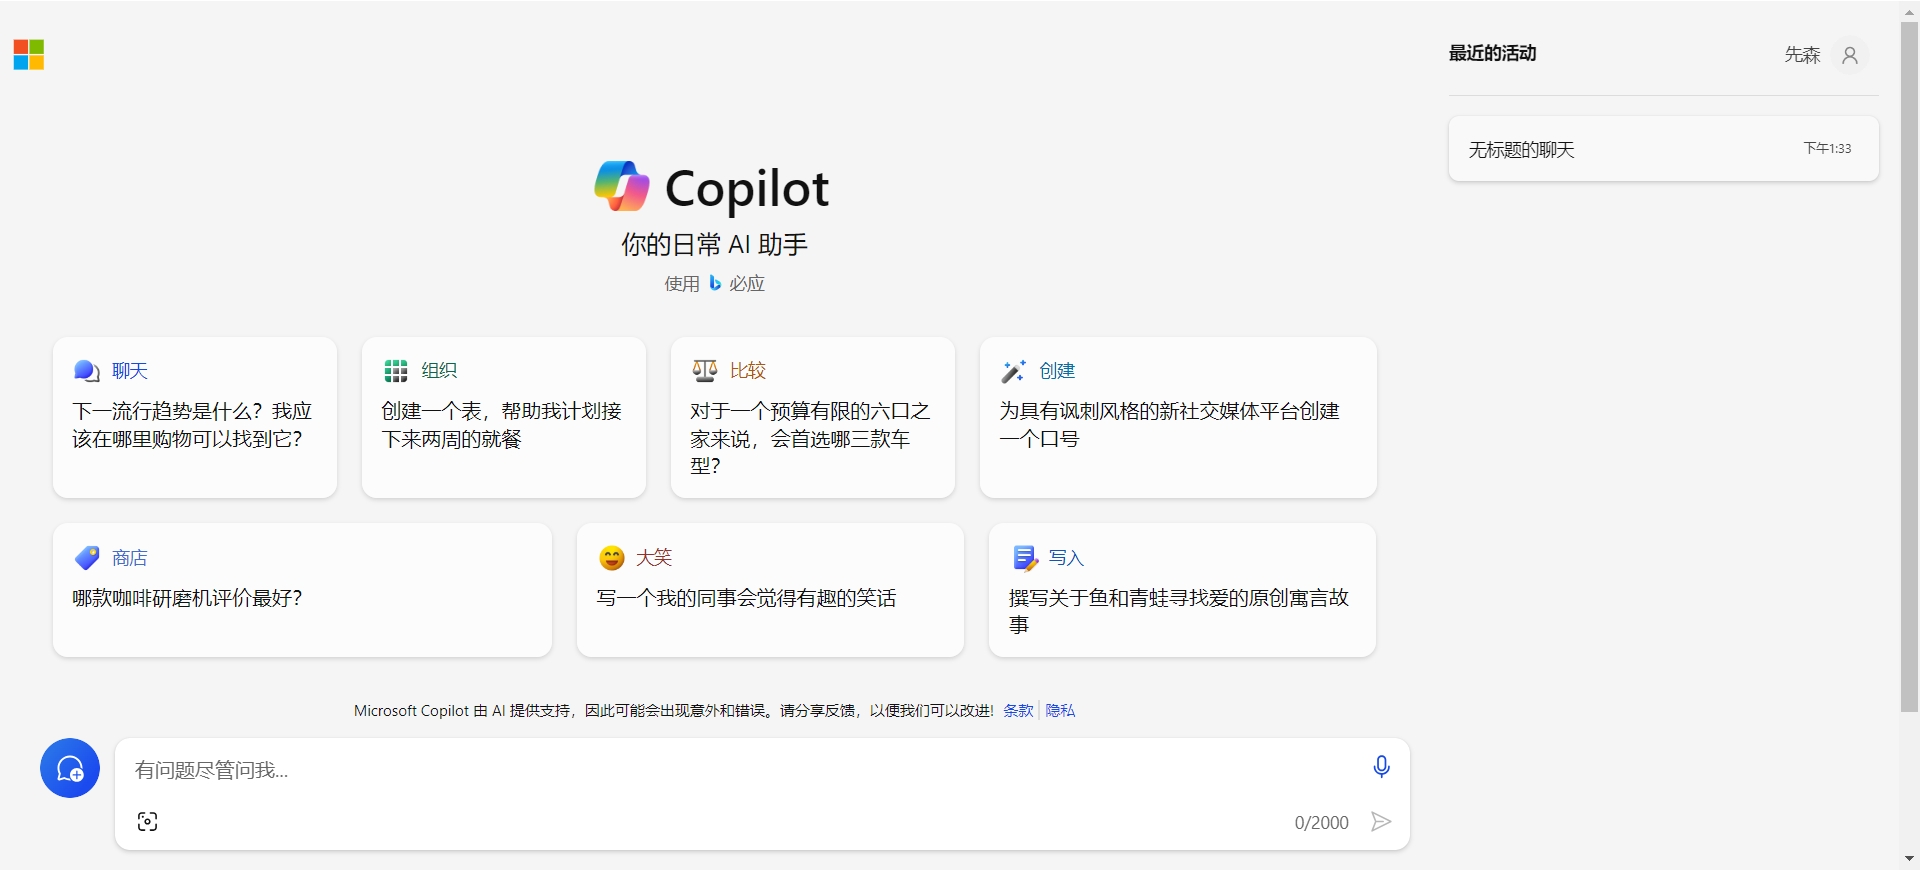 最近的活动
先森
无标题的聊天
下午1:33
Copilot
你的日常 AI 助手
使用 必应
聊天
下一流行趋势是什么？我应
该在哪里购物可以找到它？
组织
创建一个表，帮助我计划接
下来两周的就餐
比较
对于一个预算有限的六口之
家来说，会首选哪三款车
型？
创建
为具有讽刺风格的新社交媒体平台创建
一个口号
商店
哪款咖啡研磨机评价最好？
大笑
写一个我的同事会觉得有趣的笑话
写入
撰写关于鱼和青蛙寻找爱的原创寓言故
事
Microsoft Copilot 由 AI 提供支持，因此可能会出现意外和错误。请分享反馈，以便我们可以改进! 条款 隐私
有问题尽管问我...
0/2000